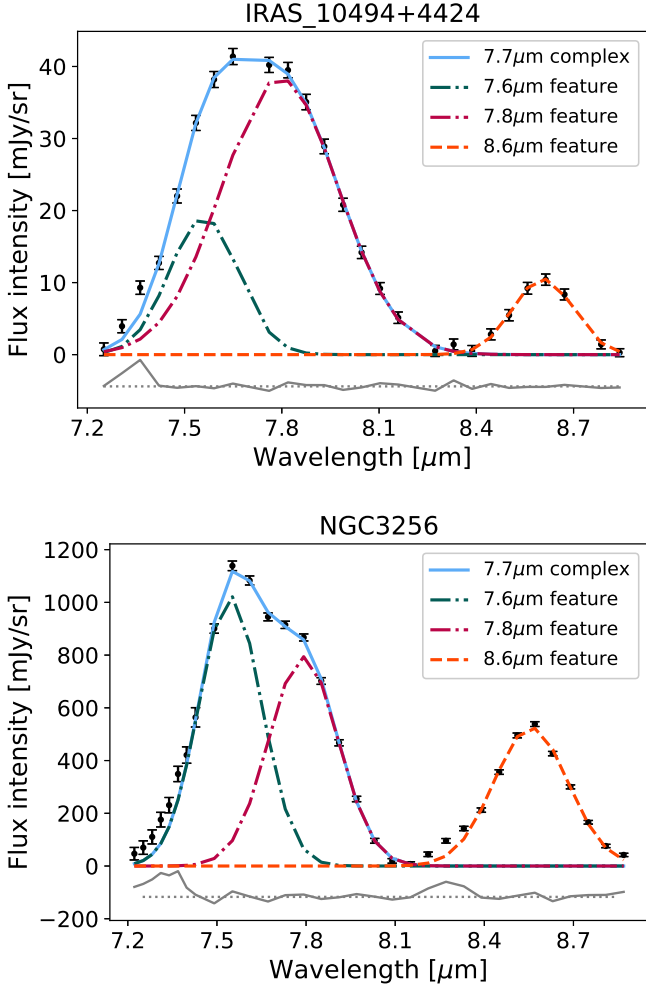 IRAS_10494+4424
Flux intensity [mJy/sr]
40
30
20
10
0
7.7μm complex
7.6μm feature
7.8μm feature
8.6μm feature
7.2 7.5 7.8 8.1 8.4 8.7
Wavelength [μm]
NGC3256
Flux intensity [mJy/sr]
1200
1000
800
600
400
200
0
−200
7.7μm complex
7.6μm feature
7.8μm feature
8.6μm feature
7.2 7.5 7.8 8.1 8.4 8.7
Wavelength [μm]